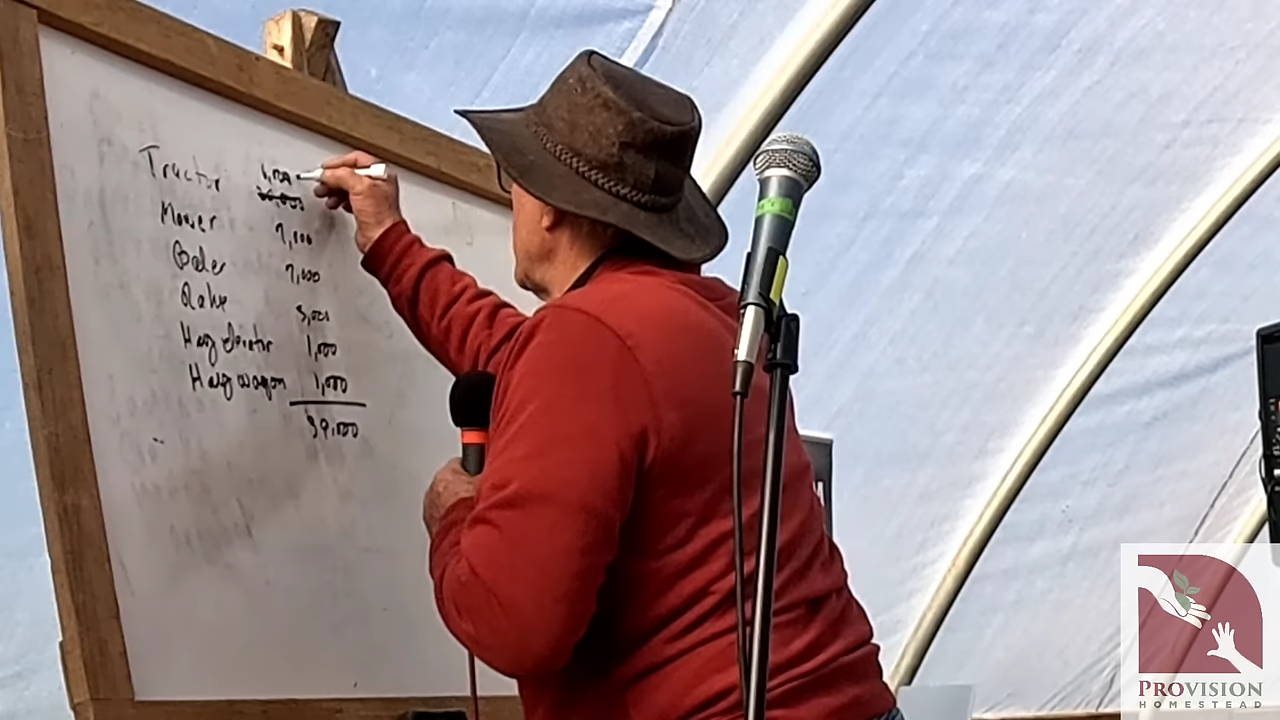 Tractor
Mower 7,000
Baler 7,000
Rake 3,000
Hay elevator 1,000
Hay wagon 1,000
39,000
PROVISION
HOMESTEAD